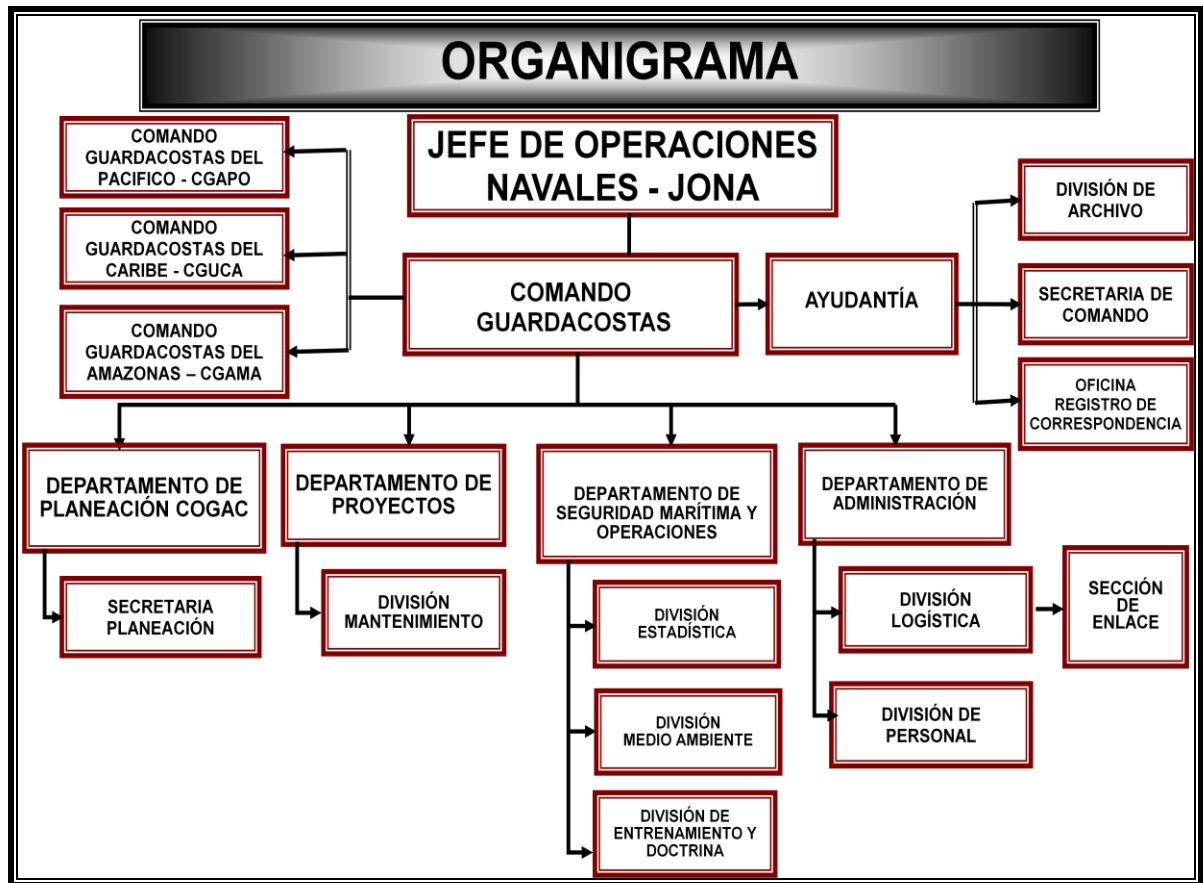 ORGANIGRAMA
JEFE DE OPERACIONES
NAVALES - JONA
COMANDO
GUARDACOSTAS DEL
PACIFICO - CGAPO
COMANDO
GUARDACOSTAS DEL
CARIBE - CGUCA
COMANDO
GUARDACOSTAS DEL
AMAZONAS – CGAMA
COMANDO
GUARDACOSTAS
AYUDANTÍA
DIVISIÓN DE
ARCHIVO
SECRETARIA DE
COMANDO
OFICINA
REGISTRO DE
CORRESPONDENCIA
DEPARTAMENTO DE
PLANEACIÓN COGAC
DEPARTAMENTO DE
PROYECTOS
DEPARTAMENTO DE
SEGURIDAD MARÍTIMA Y
OPERACIONES
DEPARTAMENTO DE
ADMINISTRACIÓN
SECRETARIA
PLANEACIÓN
DIVISIÓN
MANTENIMIENTO
DIVISIÓN
ESTADÍSTICA
DIVISIÓN
LOGÍSTICA
SECCIÓN
DE
ENLACE
DIVISIÓN
MEDIO AMBIENTE
DIVISIÓN DE
PERSONAL
DIVISIÓN DE
ENTRENAMIENTO Y
DOCTRINA